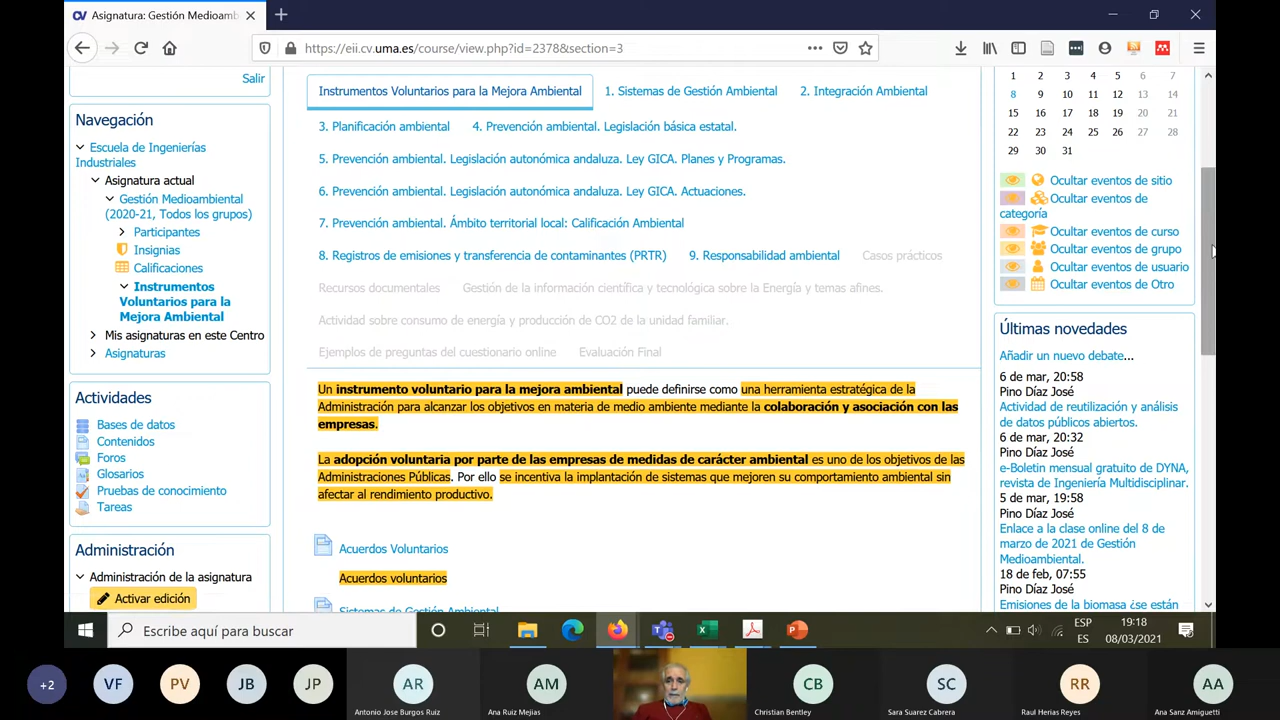 Asignatura: Gestión Medioamb
https://eii.cv.uma.es/course/view.php?id=2378&section=3
Salir
Navegación
Escuela de Ingenierías
Industriales
Asignatura actual
Gestión Medioambiental
(2020-21, Todos los grupos)
Participantes
Insignias
Calificaciones
Instrumentos
Voluntarios para la
Mejora Ambiental
Mis asignaturas en este Centro
Asignaturas
Actividades
Bases de datos
Contenidos
Foros
Glosarios
Pruebas de conocimiento
Tareas
Administración
Administración de la asignatura
Activar edición
Instrumentos Voluntarios para la Mejora Ambiental
1. Sistemas de Gestión Ambiental
2. Integración Ambiental
3. Planificación ambiental
4. Prevención ambiental. Legislación básica estatal.
5. Prevención ambiental. Legislación autonómica andaluza. Ley GICA. Planes y Programas.
6. Prevención ambiental. Legislación autonómica andaluza. Ley GICA. Actuaciones.
7. Prevención ambiental. Ámbito territorial local: Calificación Ambiental
8. Registros de emisiones y transferencia de contaminantes (PRTR)
9. Responsabilidad ambiental
Casos prácticos
Recursos documentales
Gestión de la información científica y tecnológica sobre la Energía y temas afines.
Actividad sobre consumo de energía y producción de CO2 de la unidad familiar.
Ejemplos de preguntas del cuestionario online
Evaluación Final
Un instrumento voluntario para la mejora ambiental puede definirse como una herramienta estratégica de la
Administración para alcanzar los objetivos en materia de medio ambiente mediante la colaboración y asociación con las
empresas.
La adopción voluntaria por parte de las empresas de medidas de carácter ambiental es uno de los objetivos de las
Administraciones Públicas. Por ello se incentiva la implantación de sistemas que mejoren su comportamiento ambiental sin
afectar al rendimiento productivo.
Acuerdos Voluntarios
Acuerdos voluntarios
Sistemas de Gestión Ambiental
1 2 3 4 5 6 7
8 9 10 11 12 13 14
15 16 17 18 19 20 21
22 23 24 25 26 27 28
29 30 31
Ocultar eventos de sitio
Ocultar eventos de
categoría
Ocultar eventos de curso
Ocultar eventos de grupo
Ocultar eventos de usuario
Ocultar eventos de Otro
Últimas novedades
Añadir un nuevo debate...
6 de mar, 20:58
Pino Díaz José
Actividad de reutilización y análisis
de datos públicos abiertos.
6 de mar, 20:32
Pino Díaz José
e-Boletin mensual gratuito de DYNA,
revista de Ingeniería Multidisciplinar.
5 de mar, 19:58
Pino Díaz José
Enlace a la clase online del 8 de
marzo de 2021 de Gestión
Medioambiental.
18 de feb, 07:55
Pino Díaz José
Emisiones de la biomasa ¿se están
Escribe aquí para buscar
ESP
ES
19:18
08/03/2021
+2
VF
PV
JB
JP
AR
Antonio Jose Burgos Ruiz
AM
Ana Ruiz Mejias
CB
Christian Bentley
SC
Sara Suarez Cabrera
RR
Raul Herias Reyes
AA
Ana Sanz Amiguetti